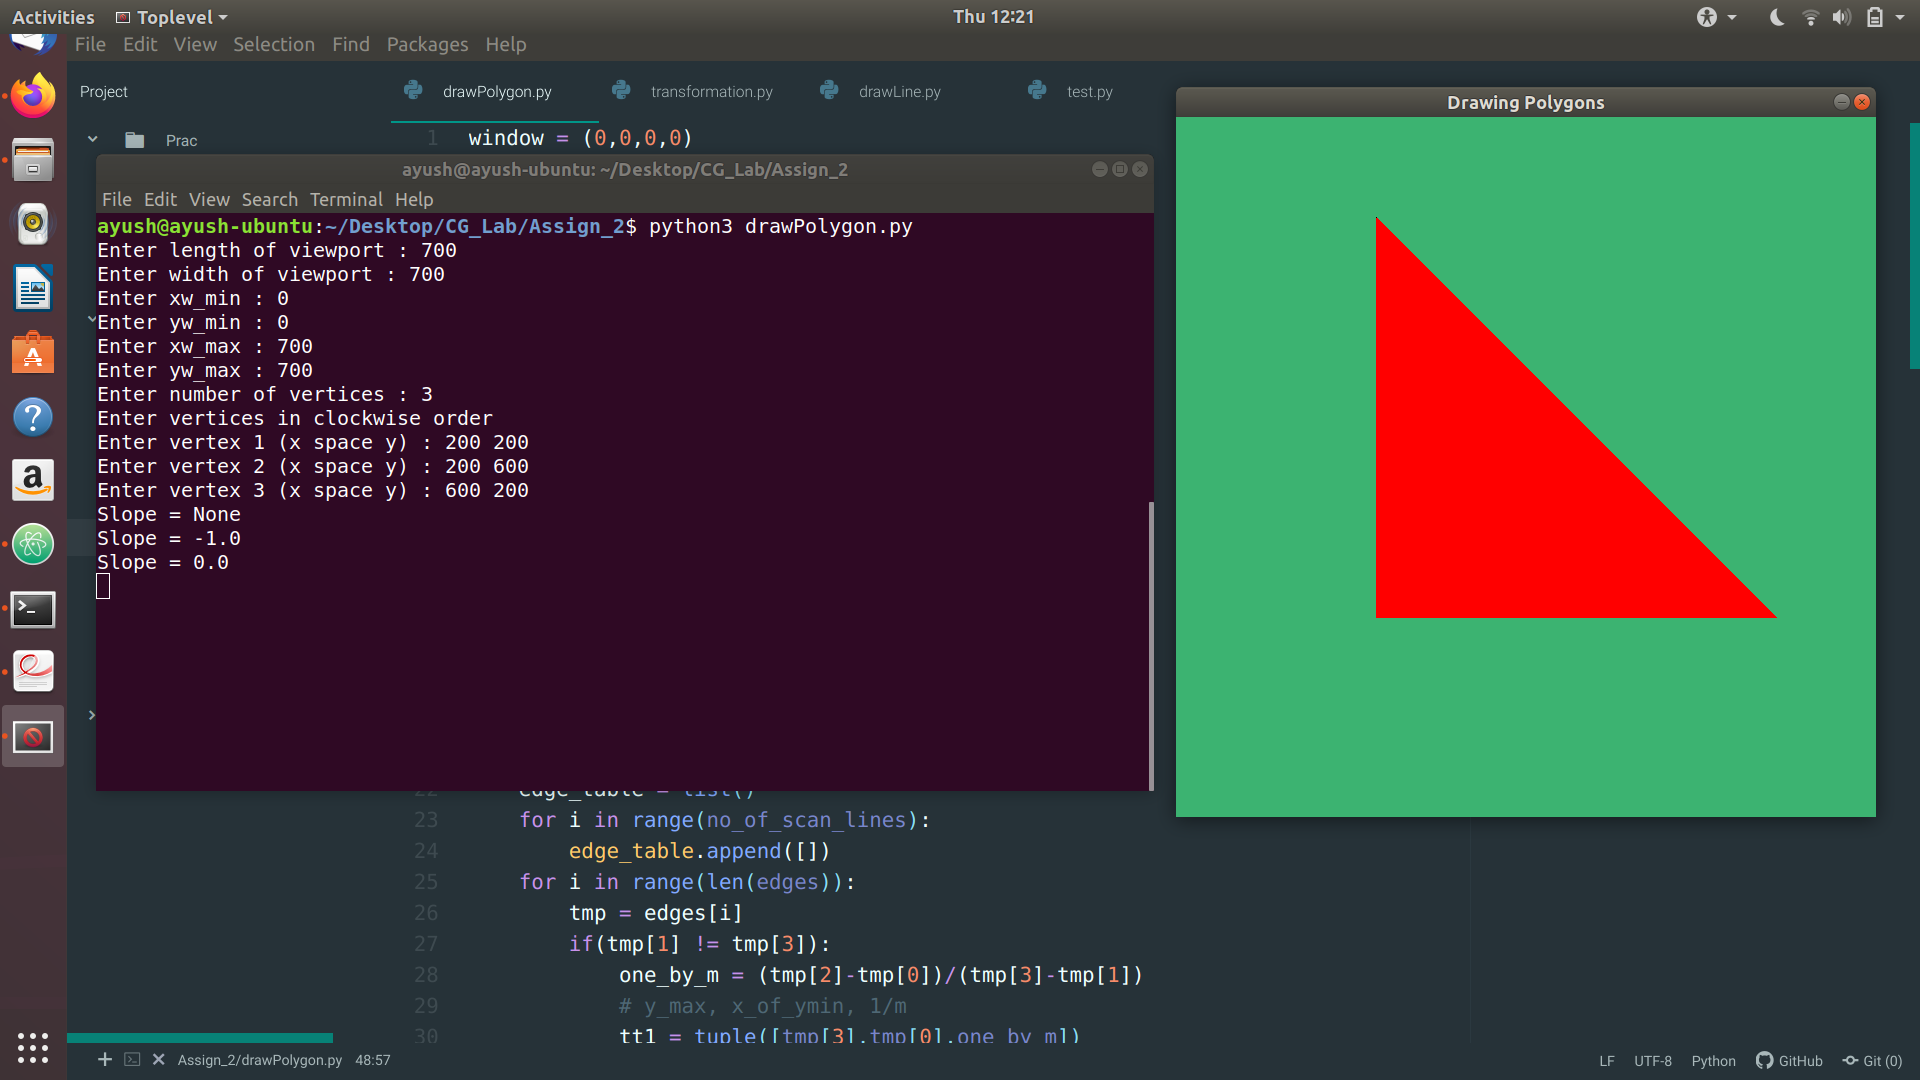 Activities Toplevel Thu 12:21
File Edit View Selection Find Packages Help
Project drawPolygon.py transformation.py drawLine.py test.py
Drawing Polygons
Prac
1 window = (0,0,0,0)
ayush@ayush-ubuntu: ~/Desktop/CG_Lab/Assign_2
File Edit View Search Terminal Help
ayush@ayush-ubuntu:~/Desktop/CG_Lab/Assign_2$ python3 drawPolygon.py
Enter length of viewport : 700
Enter width of viewport : 700
Enter xw_min : 0
Enter yw_min : 0
Enter xw_max : 700
Enter yw_max : 700
Enter number of vertices : 3
Enter vertices in clockwise order
Enter vertex 1 (x space y) : 200 200
Enter vertex 2 (x space y) : 200 600
Enter vertex 3 (x space y) : 600 200
Slope = None
Slope = -1.0
Slope = 0.0
22 edge_table = list()
23 for i in range(no_of_scan_lines):
24 edge_table.append([])
25 for i in range(len(edges)):
26 tmp = edges[i]
27 if(tmp[1] != tmp[3]):
28 one_by_m = (tmp[2]-tmp[0])/(tmp[3]-tmp[1])
29 # y_max, x_of_ymin, 1/m
30 tt1 = tuple([tmp[3],tmp[0],one_by_m])
Assign_2/drawPolygon.py 48:57 LF UTF-8 Python GitHub Git (0)